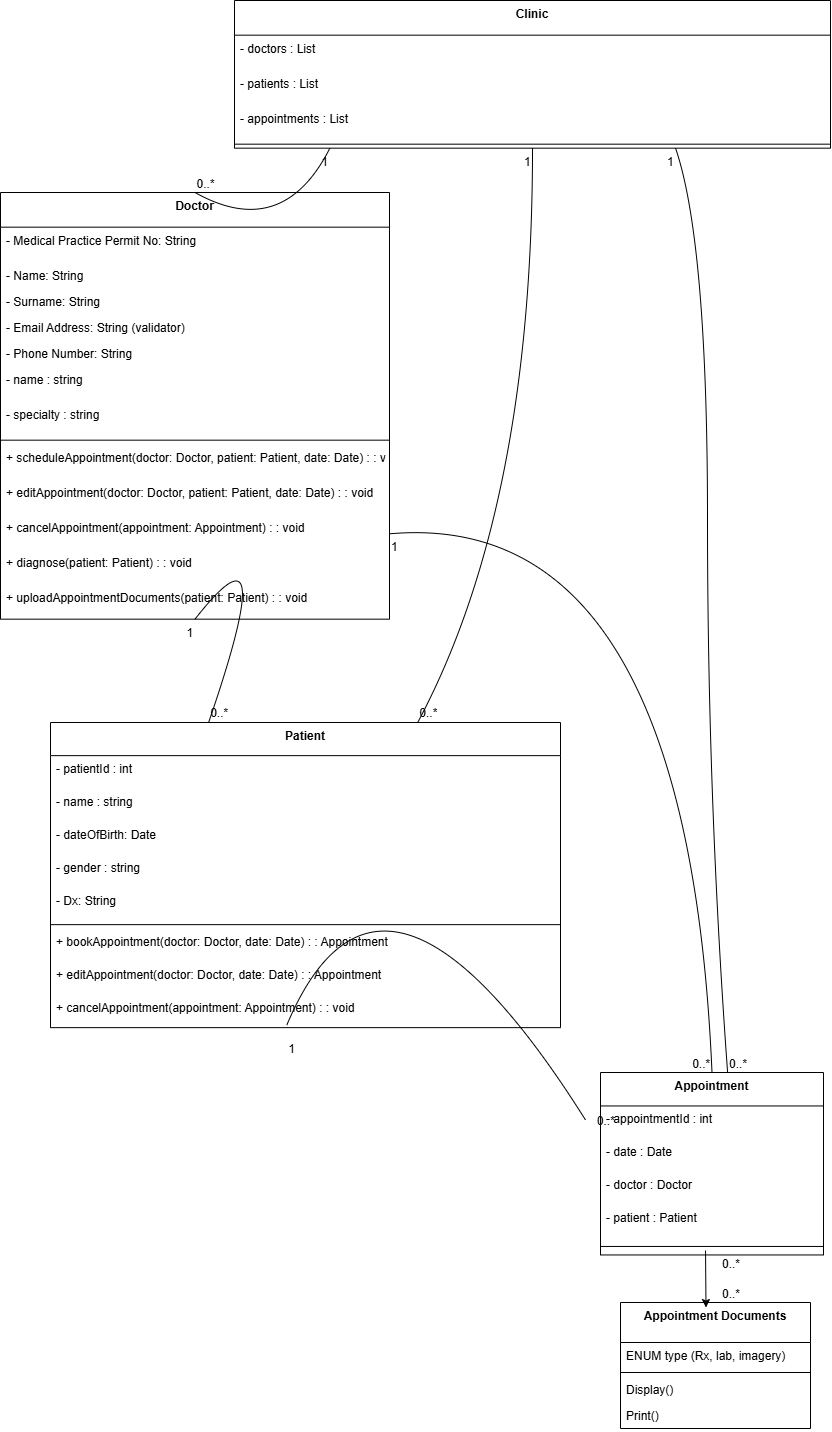 Clinic
- doctors : List
- patients : List
- appointments : List
1
1
1
0..*
Doctor
- Medical Practice Permit No: String
- Name: String
- Surname: String
- Email Address: String (validator)
- Phone Number: String
- name : string
- specialty : string
+ scheduleAppointment(doctor: Doctor, patient: Patient, date: Date) : : v
+ editAppointment(doctor: Doctor, patient: Patient, date: Date) : : void
+ cancelAppointment(appointment: Appointment) : : void
1
+ diagnose(patient: Patient) : : void
+ uploadAppointmentDocuments(patient: Patient) : : void
1
0..*
0..*
Patient
- patientId : int
- name : string
- dateOfBirth: Date
- gender : string
- Dx: String
+ bookAppointment(doctor: Doctor, date: Date) : : Appointment
+ editAppointment(doctor: Doctor, date: Date) : : Appointment
+ cancelAppointment(appointment: Appointment) : : void
1
0..*
0..*
Appointment
0..*
- appointmentId : int
- date : Date
- doctor : Doctor
- patient : Patient
0..*
0..*
Appointment Documents
ENUM type (Rx, lab, imagery)
Display()
Print()